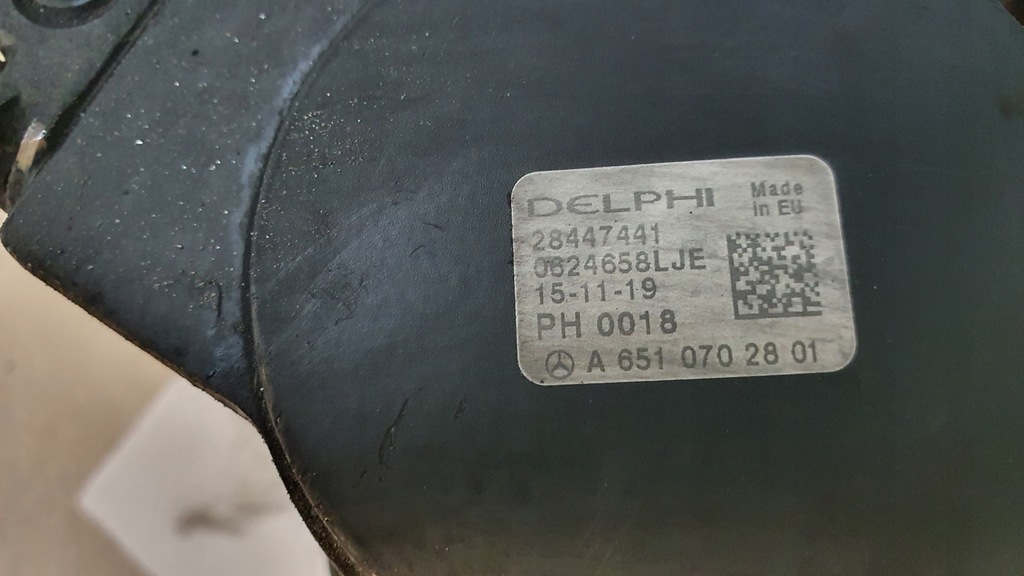 DELPHI
Made
in EU
28447441
0624658LJE
15-11-19
PH 0018
A 651 070 28 01